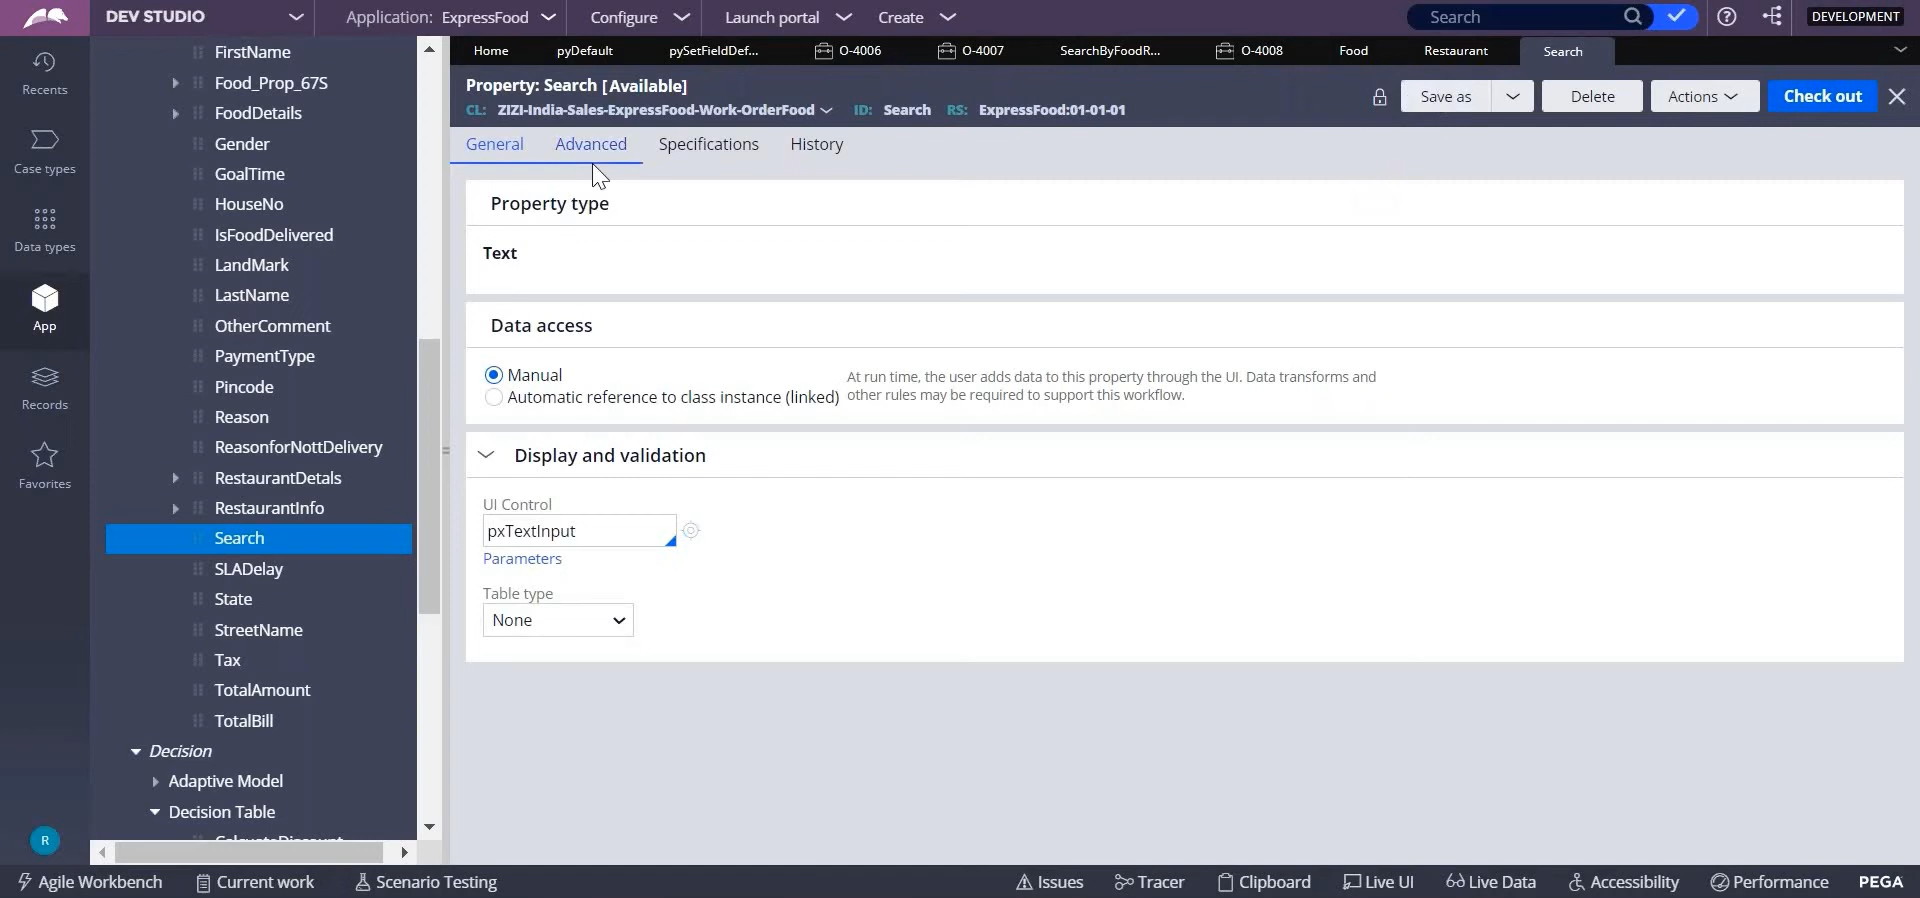 DEV STUDIO
Application: ExpressFood
Configure
Launch portal
Create
Search
DEVELOPMENT
Recents
Case types
Data types
App
Records
Favorites
R
FirstName
Food_Prop_67S
FoodDetails
Gender
GoalTime
HouseNo
IsFoodDelivered
LandMark
LastName
OtherComment
PaymentType
Pincode
Reason
ReasonforNottDelivery
RestaurantDetals
RestaurantInfo
Search
SLADelay
State
StreetName
Tax
TotalAmount
TotalBill
Decision
Adaptive Model
Decision Table
Home
pyDefault
pySetFieldDef...
O-4006
O-4007
SearchByFoodR...
O-4008
Food
Restaurant
Search
Property: Search [Available]
CL: ZIZI-India-Sales-ExpressFood-Work-OrderFood ID: Search RS: ExpressFood:01-01-01
Save as
Delete
Actions
Check out
General
Advanced
Specifications
History
Property type
Text
Data access
Manual
Automatic reference to class instance (linked)
At run time, the user adds data to this property through the UI. Data transforms and
other rules may be required to support this workflow.
Display and validation
UI Control
pxTextInput
Parameters
Table type
None
Agile Workbench
Current work
Scenario Testing
Issues
Tracer
Clipboard
Live UI
Live Data
Accessibility
Performance
PEGA